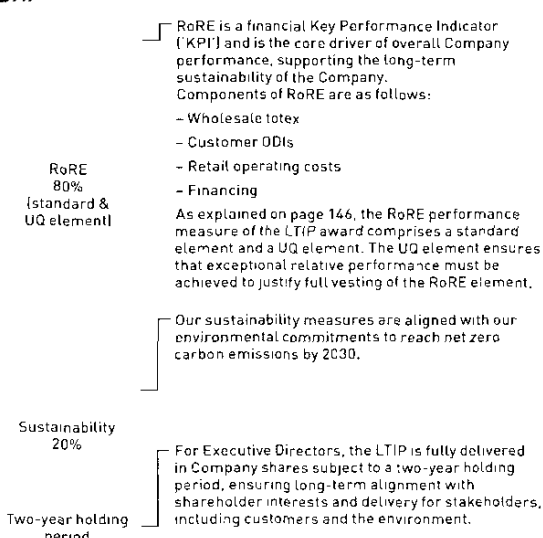 RoRE is a financial Key Performance Indicator
('KPI') and is the core driver of overall Company
performance, supporting the long-term
sustainability of the Company.
Components of RoRE are as follows:
– Wholesale totex
– Customer ODIs
– Retail operating costs
– Financing
RoRE
80%
(standard &
UQ element)
As explained on page 146, the RoRE performance
measure of the LTIP award comprises a standard
element and a UQ element. The UQ element ensures
that exceptional relative performance must be
achieved to justify full vesting of the RoRE element.
Our sustainability measures are aligned with our
environmental commitments to reach net zero
carbon emissions by 2030.
Sustainability
20%
For Executive Directors, the LTIP is fully delivered
in Company shares subject to a two-year holding
period, ensuring long-term alignment with
shareholder interests and delivery for stakeholders,
including customers and the environment.
Two-year holding
period